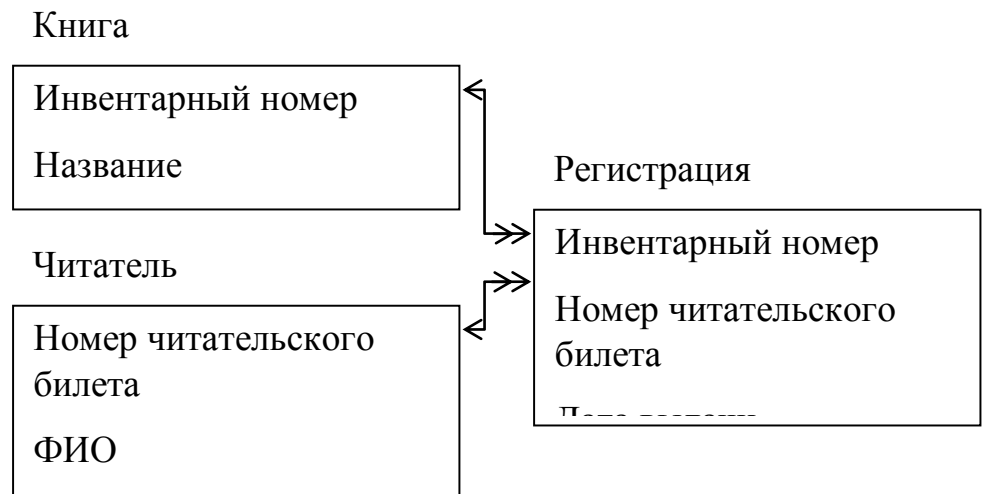 Книга
Инвентарный номер
Название
Читатель
Номер читательского
билета
ФИО
Регистрация
Инвентарный номер
Номер читательского
билета